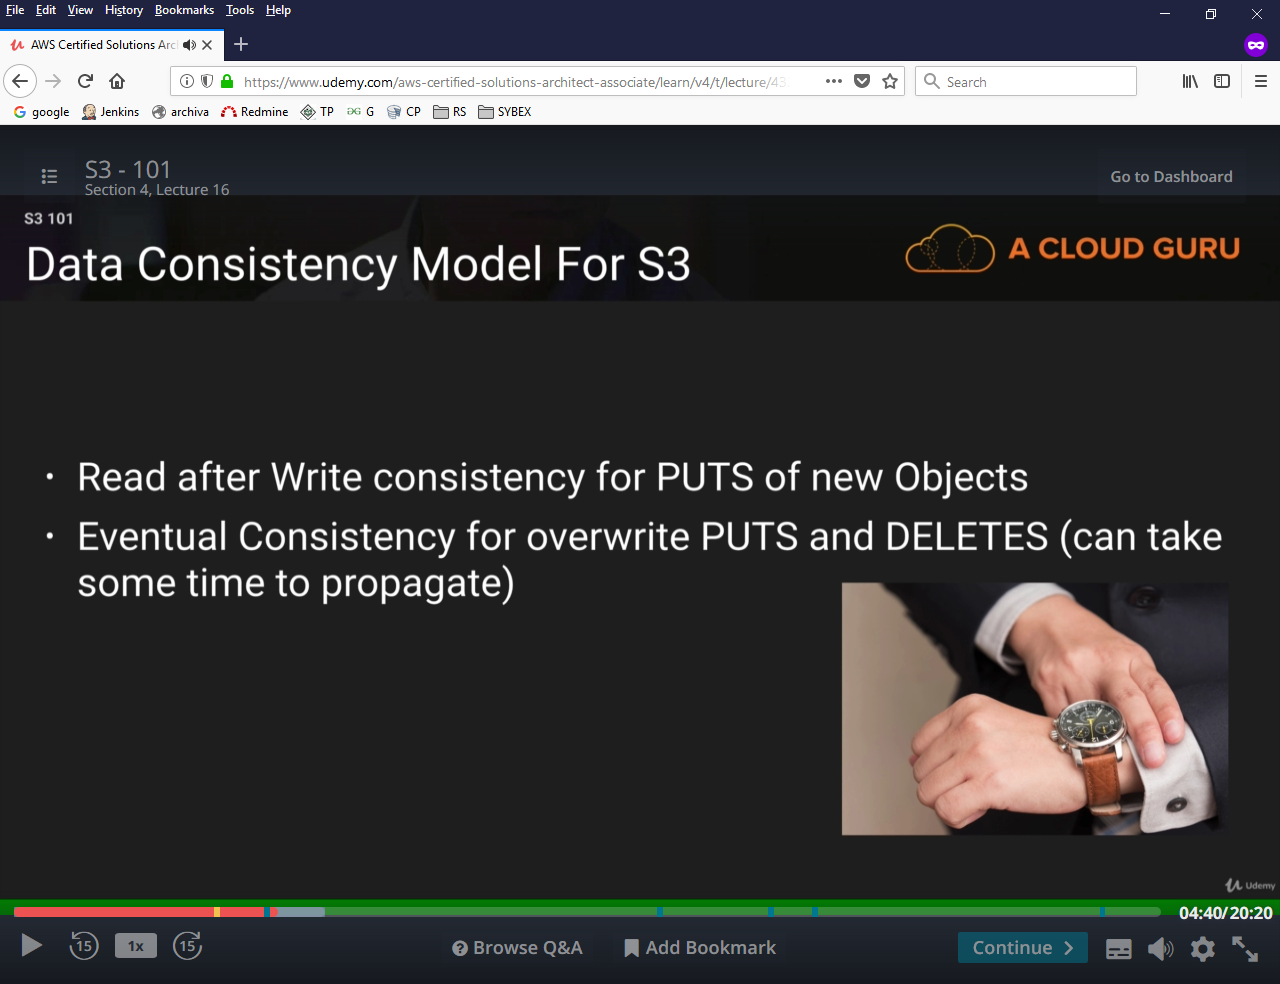 File Edit View History Bookmarks Tools Help
AWS Certified Solutions Arc
https://www.udemy.com/aws-certified-solutions-architect-associate/learn/v4/t/lecture/43
Search
google Jenkins archiva Redmine TP G CP RS SYBEX
S3 - 101
Section 4, Lecture 16
Go to Dashboard
S3 101
Data Consistency Model For S3
A CLOUD GURU
• Read after Write consistency for PUTS of new Objects
• Eventual Consistency for overwrite PUTS and DELETES (can take
some time to propagate)
Udemy
04:40/20:20
15 1x 15 Browse Q&A Add Bookmark Continue